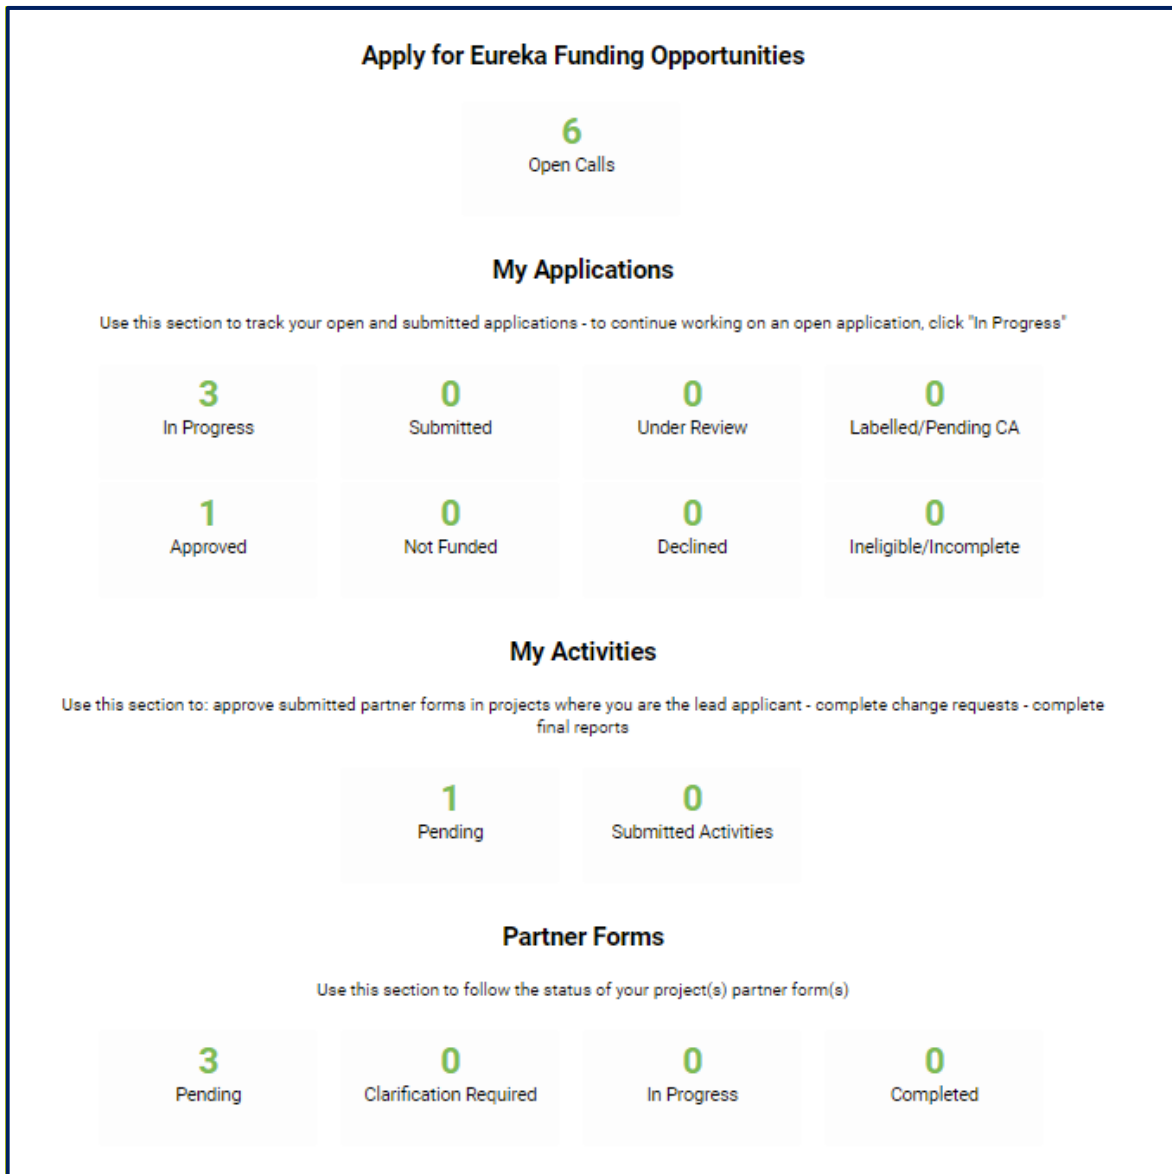 Apply for Eureka Funding Opportunities
6
Open Calls
My Applications
Use this section to track your open and submitted applications - to continue working on an open application, click "In Progress"
3 0 0 0
In Progress Submitted Under Review Labelled/Pending CA
1 0 0 0
Approved Not Funded Declined Ineligible/Incomplete
My Activities
Use this section to: approve submitted partner forms in projects where you are the lead applicant - complete change requests - complete
final reports
1 0
Pending Submitted Activities
Partner Forms
Use this section to follow the status of your project(s) partner form(s)
3 0 0 0
Pending Clarification Required In Progress Completed